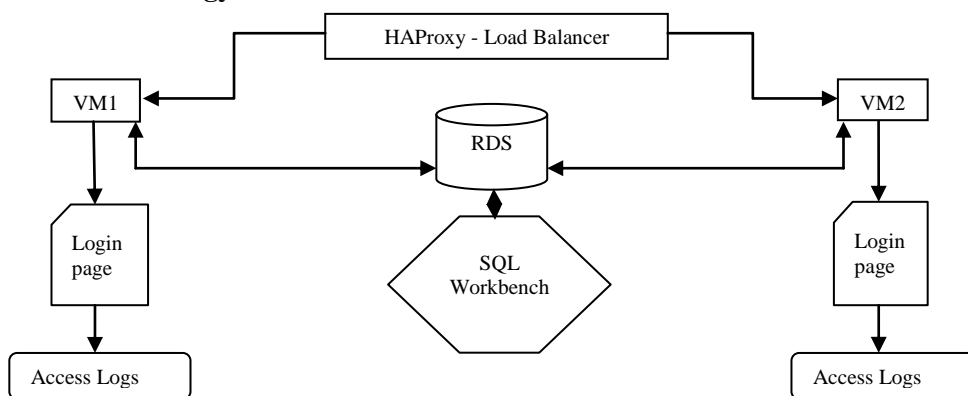 HAProxy - Load Balancer
VM1
VM2
RDS
Login
page
SQL
Workbench
Login
page
Access Logs
Access Logs